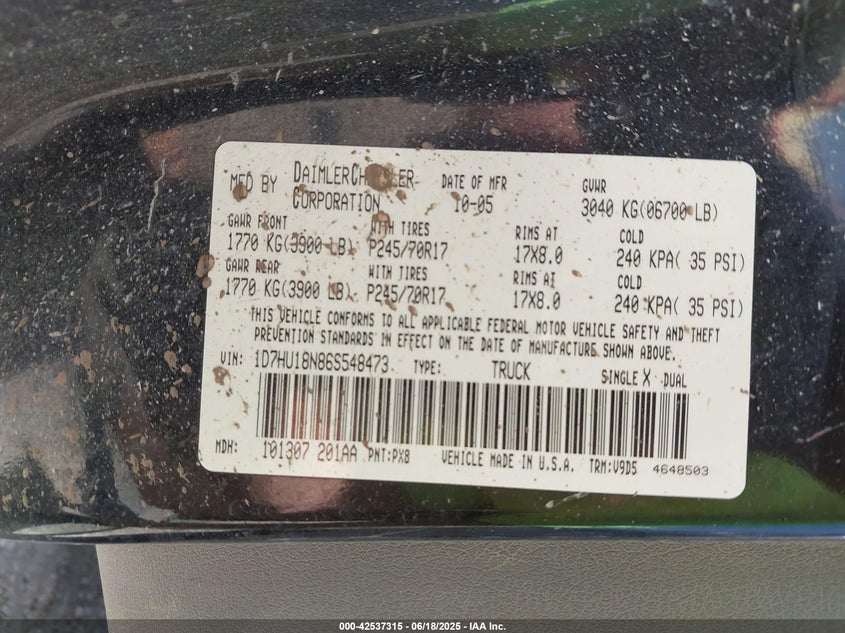 MFD BY DAIMLERCHRYSLER CORPORATION DATE OF MFR 10-05 GVWR 3040 KG(06700 LB)
GAWR FRONT WITH TIRES RIMS AT COLD
1770 KG(3900 LB) P245/70R17 17X8.0 240 KPA( 35 PSI)
GAWR REAR WITH TIRES RIMS AT COLD
1770 KG(3900 LB) P245/70R17 17X8.0 240 KPA( 35 PSI)
THIS VEHICLE CONFORMS TO ALL APPLICABLE FEDERAL MOTOR VEHICLE SAFETY AND THEFT
PREVENTION STANDARDS IN EFFECT ON THE DATE OF MANUFACTURE SHOWN ABOVE.
VIN: 1D7HU18N86S548473 TYPE: TRUCK SINGLE X DUAL
MDH: 101307 201AA PNT:PX8 VEHICLE MADE IN U.S.A. TRM:V9D5 4648503
000-42537315 - 06/18/2025 - IAA Inc.